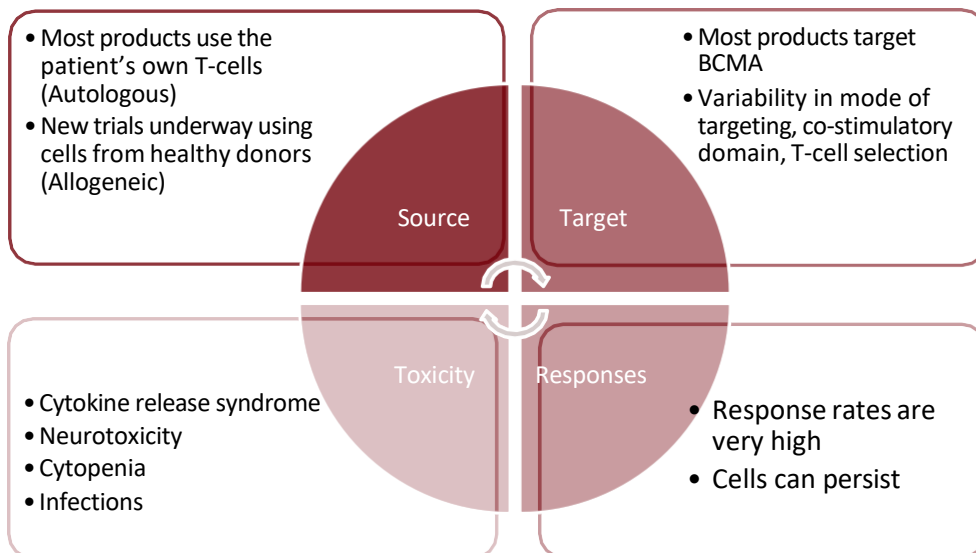 • Most products use the
patient's own T-cells
(Autologous)
• New trials underway using
cells from healthy donors
(Allogeneic)
• Most products target
BCMA
• Variability in mode of
targeting, co-stimulatory
domain, T-cell selection
Source
Target
Toxicity
Responses
• Cytokine release syndrome
• Neurotoxicity
• Cytopenia
• Infections
• Response rates are
very high
• Cells can persist